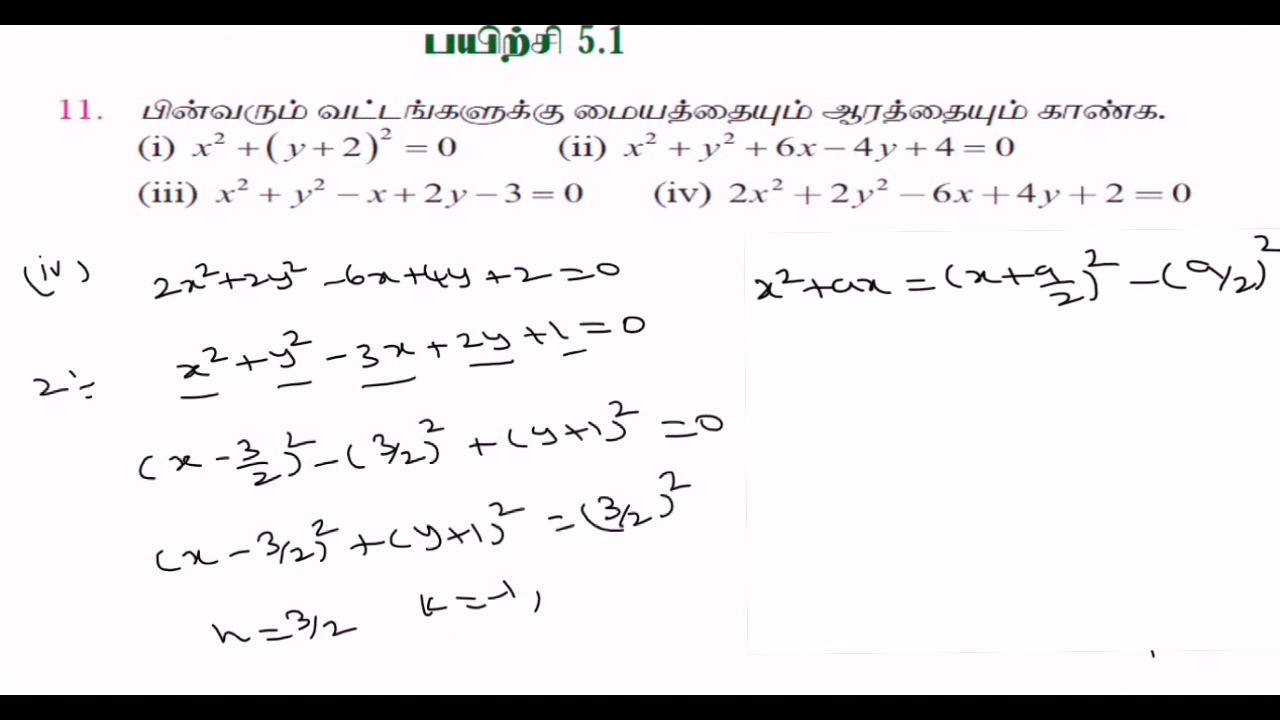 பயிற்சி 5.1
11. பின்வரும் வட்டங்களுக்கு மையத்தையும் ஆரத்தையும் காண்க.
(i) x² + (y + 2)² = 0 (ii) x² + y² + 6x − 4y + 4 = 0
(iii) x² + y² − x + 2y − 3 = 0 (iv) 2x² + 2y² − 6x + 4y + 2 = 0
(iv) 2x² + 2y² − 6x + 4y + 2 = 0
x² + ax = (x + a/2)² − (a/2)²
2 ÷ x² + y² − 3x + 2y + 1 = 0
(x − 3/2)² − (3/2)² + (y + 1)² = 0
(x − 3/2)² + (y + 1)² = (3/2)²
h = 3/2 k = −1,